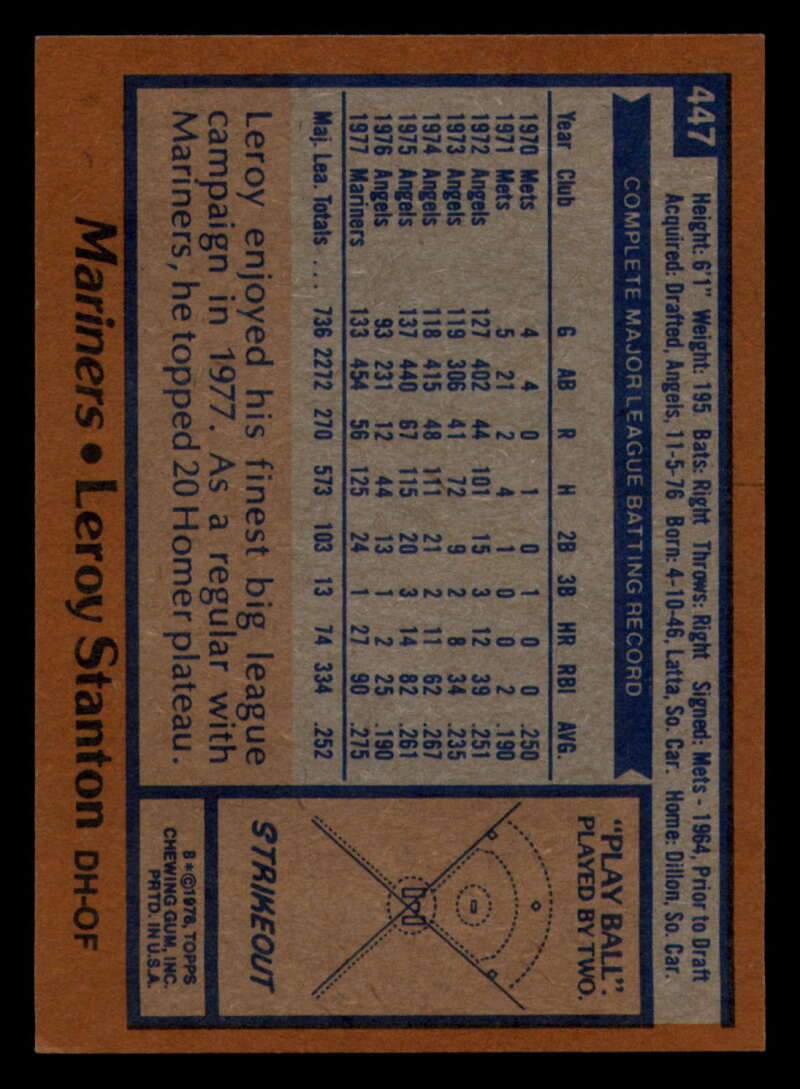 447
Height: 6'1" Weight: 195 Bats: Right Throws: Right Signed: Mets - 1964, Prior to Draft
Acquired: Drafted, Angels, 11-5-76 Born: 4-10-46, Latta, So. Car. Home: Dillon, So. Car.
COMPLETE MAJOR LEAGUE BATTING RECORD
Year Club G AB R H 2B 3B HR RBI AVG.
1970 Mets 4 4 0 1 0 1 0 0 .250
1971 Mets 5 21 2 4 1 0 0 2 .190
1972 Angels 127 402 44 101 15 3 12 39 .251
1973 Angels 119 306 41 72 9 2 8 34 .235
1974 Angels 118 415 48 111 21 2 11 62 .267
1975 Angels 137 440 67 115 20 3 14 82 .261
1976 Angels 93 231 12 44 13 1 2 25 .190
1977 Mariners 133 454 56 125 24 1 27 90 .275
Maj. Lea. Totals .... 736 2272 270 573 103 13 74 334 .252
Leroy enjoyed his finest big league
campaign in 1977. As a regular with
Mariners, he topped 20 Homer plateau.
"PLAY BALL":
PLAYED BY TWO.
STRIKEOUT
B*©1978, TOPPS
CHEWING GUM, INC.
PRTD. IN U.S.A.
Mariners • Leroy Stanton DH-OF